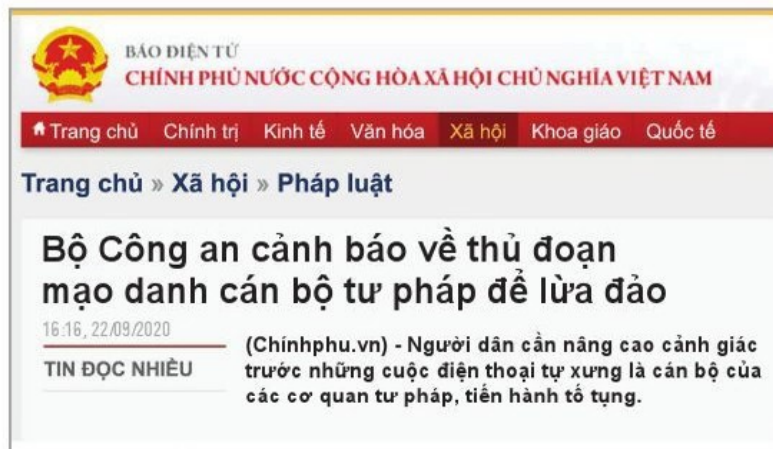 BÁO ĐIỆN TỬ
CHÍNH PHỦ NƯỚC CỘNG HÒA XÃ HỘI CHỦ NGHĨA VIỆT NAM
Trang chủ Chính trị Kinh tế Văn hóa Xã hội Khoa giáo Quốc tế
Trang chủ » Xã hội » Pháp luật
Bộ Công an cảnh báo về thủ đoạn
mạo danh cán bộ tư pháp để lừa đảo
16:16, 22/09/2020
TIN ĐỌC NHIỀU
(Chinhphu.vn) - Người dân cần nâng cao cảnh giác
trước những cuộc điện thoại tự xưng là cán bộ của
các cơ quan tư pháp, tiến hành tố tụng.